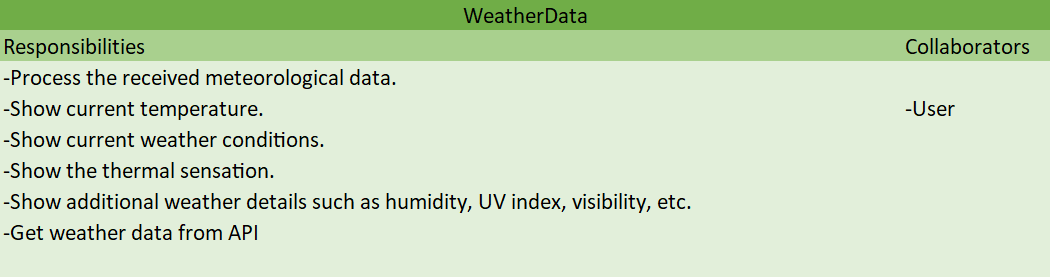 WeatherData
Responsibilities Collaborators
-Process the received meteorological data.
-Show current temperature. -User
-Show current weather conditions.
-Show the thermal sensation.
-Show additional weather details such as humidity, UV index, visibility, etc.
-Get weather data from API